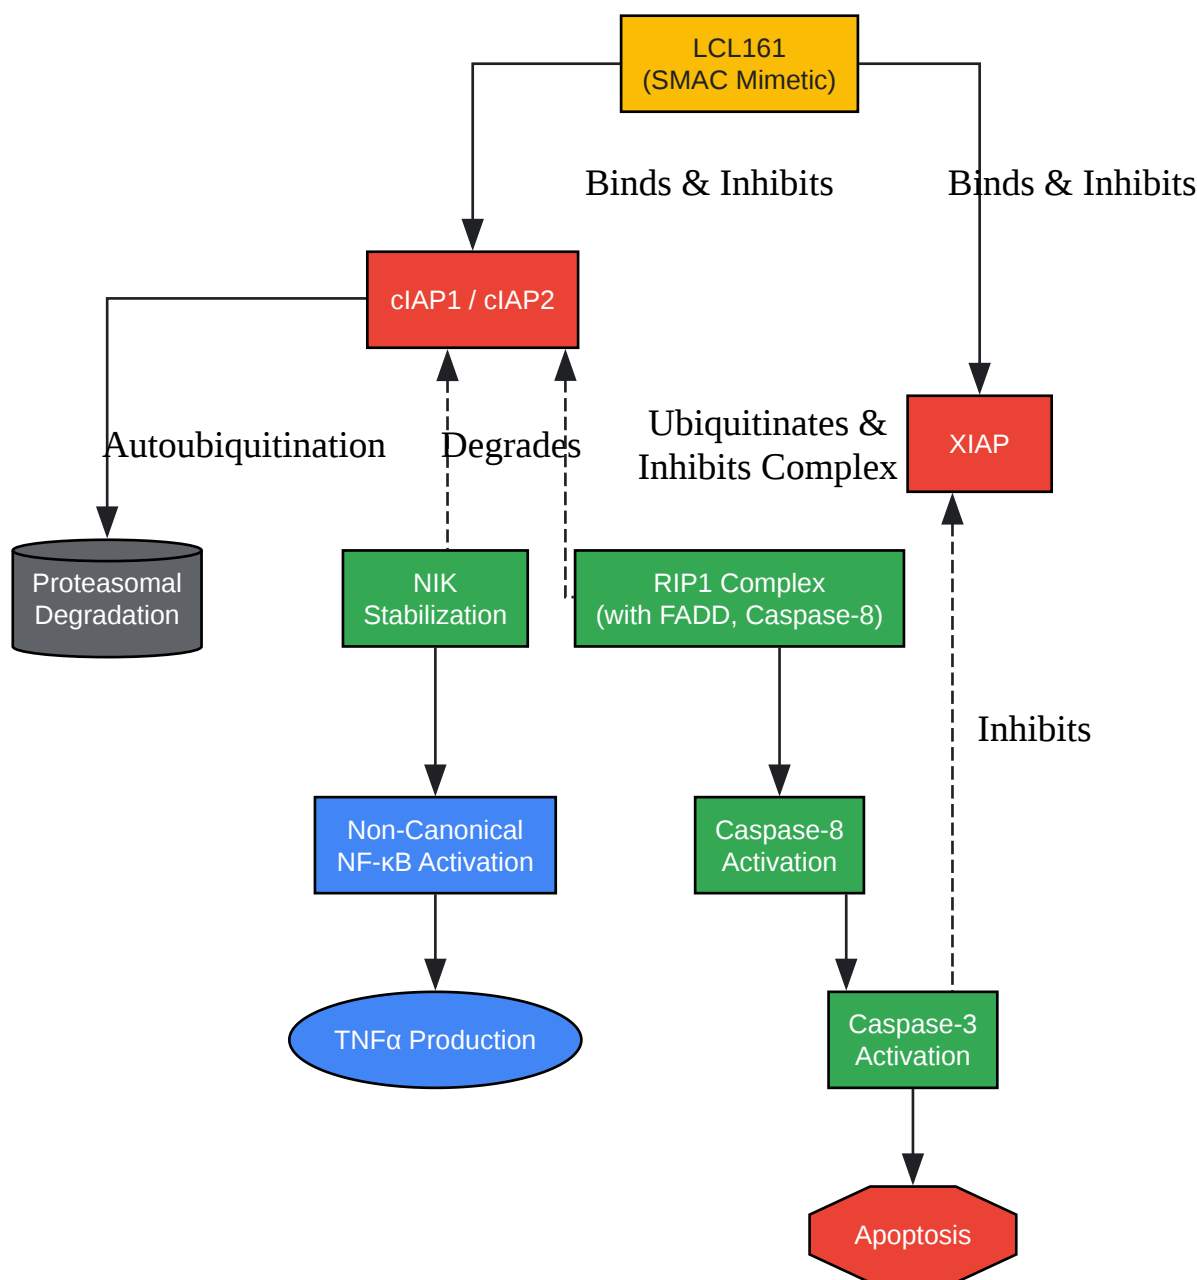 LCL161
(SMAC Mimetic)
Binds & Inhibits
Binds & Inhibits
cIAP1 / cIAP2
XIAP
Autoubiquitination
Degrades
Ubiquitinates &
Inhibits Complex
Proteasomal
Degradation
NIK
Stabilization
RIP1 Complex
(with FADD, Caspase-8)
Inhibits
Non-Canonical
NF-κB Activation
Caspase-8
Activation
TNFα Production
Caspase-3
Activation
Apoptosis